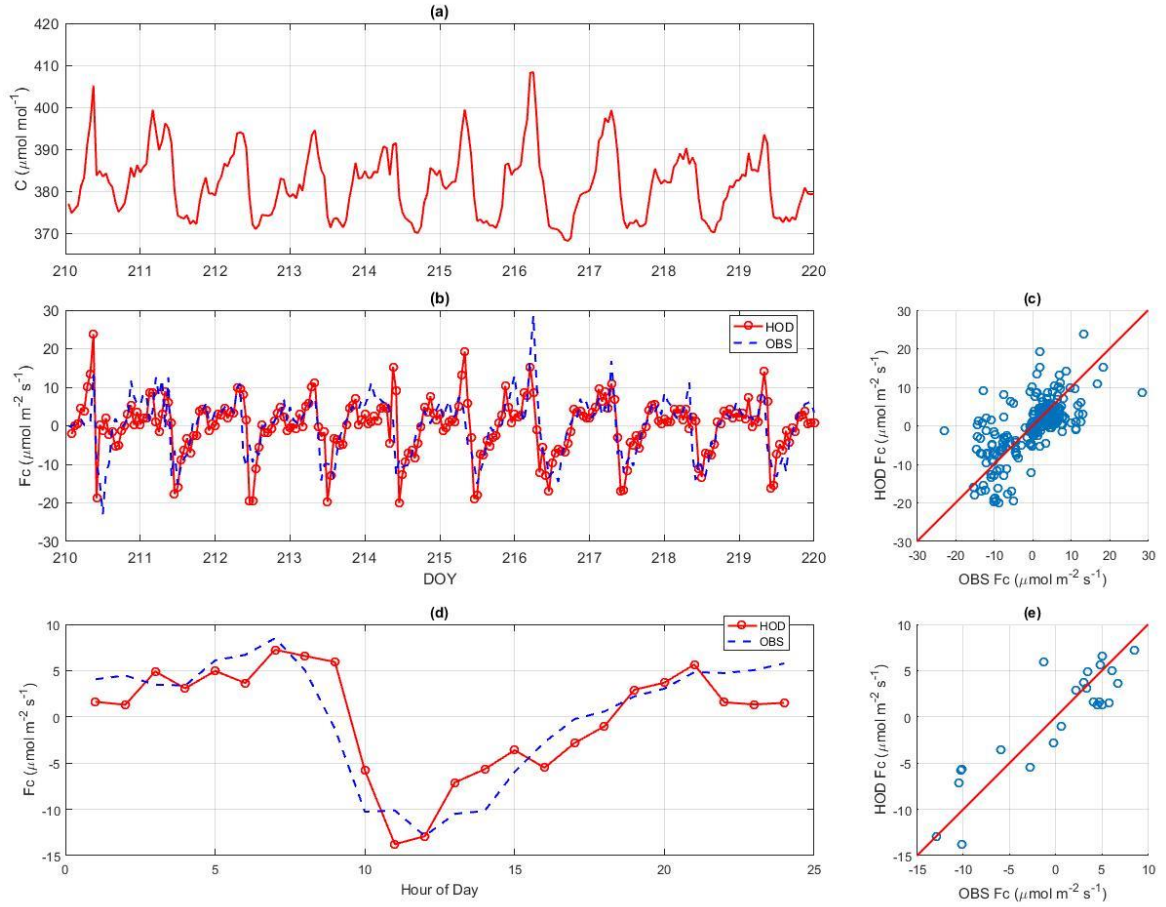 (a)
C (μmol mol⁻¹)
420
410
400
390
380
370
210 211 212 213 214 215 216 217 218 219 220
(b)
Fc (μmol m⁻² s⁻¹)
30
20
10
0
-10
-20
-30
HOD
OBS
210 211 212 213 214 215 216 217 218 219 220
DOY
(c)
HOD Fc (μmol m⁻² s⁻¹)
30
20
10
0
-10
-20
-30
-30 -20 -10 0 10 20 30
OBS Fc (μmol m⁻² s⁻¹)
(d)
Fc (μmol m⁻² s⁻¹)
10
5
0
-5
-10
-15
HOD
OBS
0 5 10 15 20 25
Hour of Day
(e)
HOD Fc (μmol m⁻² s⁻¹)
10
5
0
-5
-10
-15
-15 -10 -5 0 5 10
OBS Fc (μmol m⁻² s⁻¹)